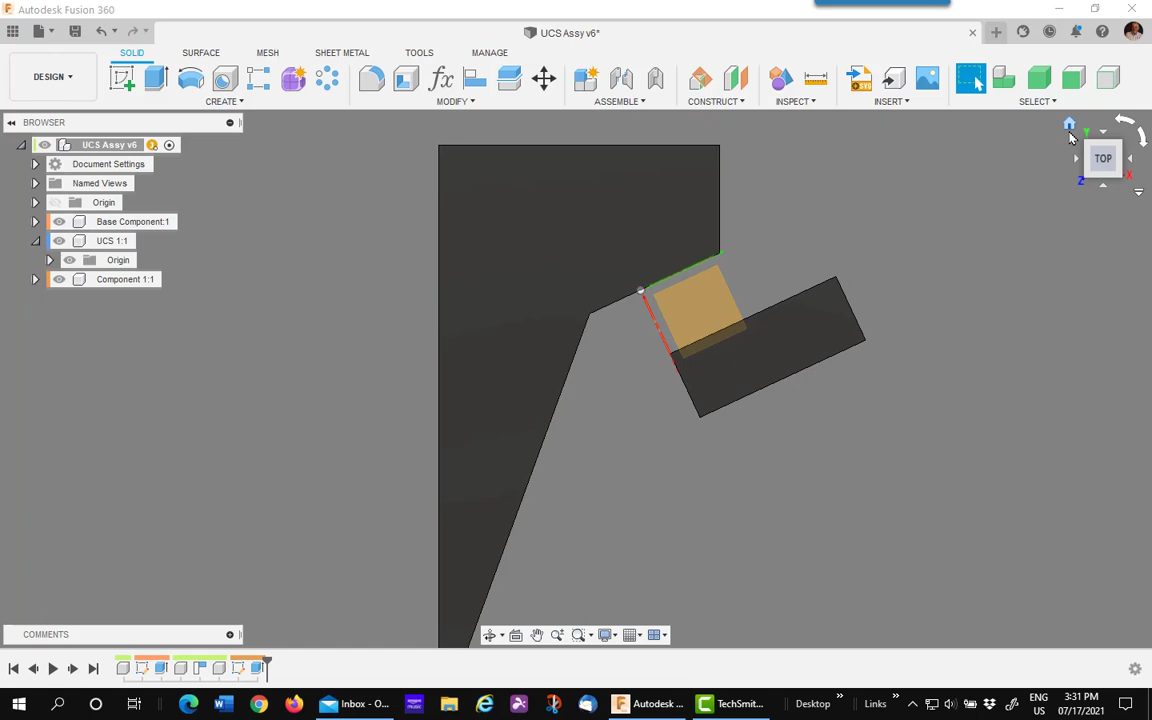 Autodesk Fusion 360
UCS Assy v6*
SOLID SURFACE MESH SHEET METAL TOOLS MANAGE
DESIGN
CREATE MODIFY ASSEMBLE CONSTRUCT INSPECT INSERT SELECT
BROWSER
UCS Assy v6
Document Settings
Named Views
Origin
Base Component:1
UCS 1:1
Origin
Component 1:1
TOP
Y
X
Z
COMMENTS
Inbox - O...
Autodesk ...
TechSmit...
Desktop
Links
ENG
US
3:31 PM
07/17/2021